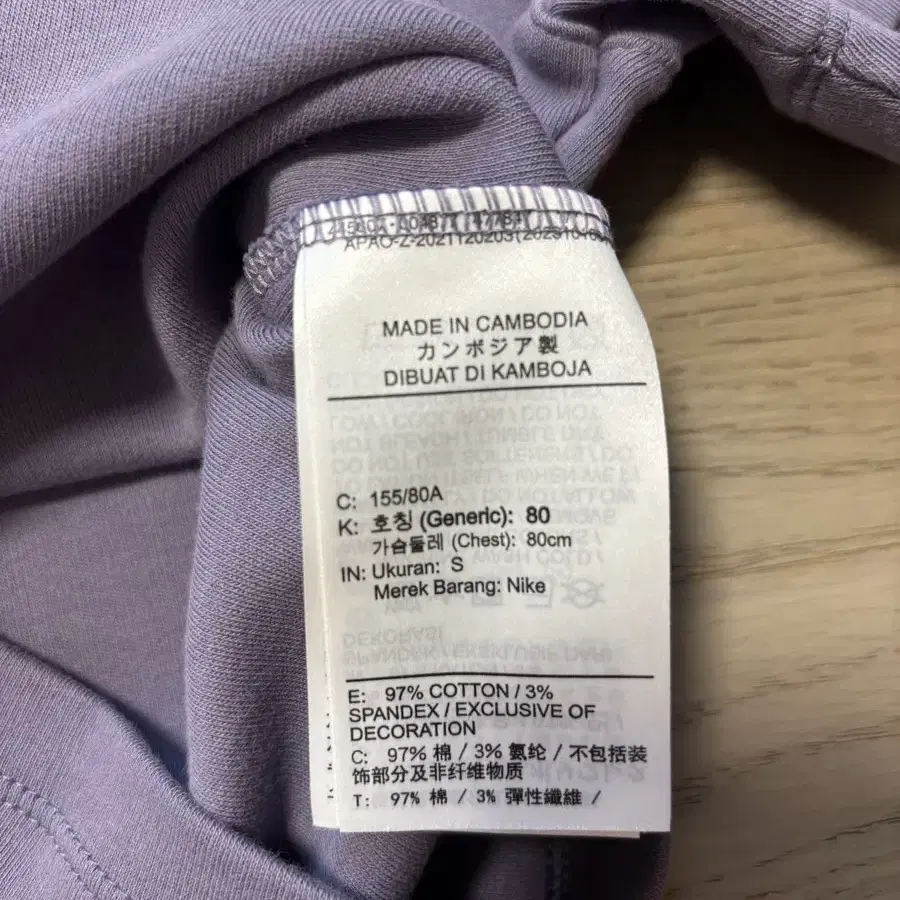 MADE IN CAMBODIA
カンボジア製
DIBUAT DI KAMBOJA
C: 155/80A
K: 호칭 (Generic): 80
가슴둘레 (Chest): 80cm
IN: Ukuran: S
Merek Barang: Nike
E: 97% COTTON / 3%
SPANDEX / EXCLUSIVE OF
DECORATION
C: 97% 棉 / 3% 氨纶 / 不包括装
饰部分及非纤维物质
T: 97% 棉 / 3% 彈性纖維 /